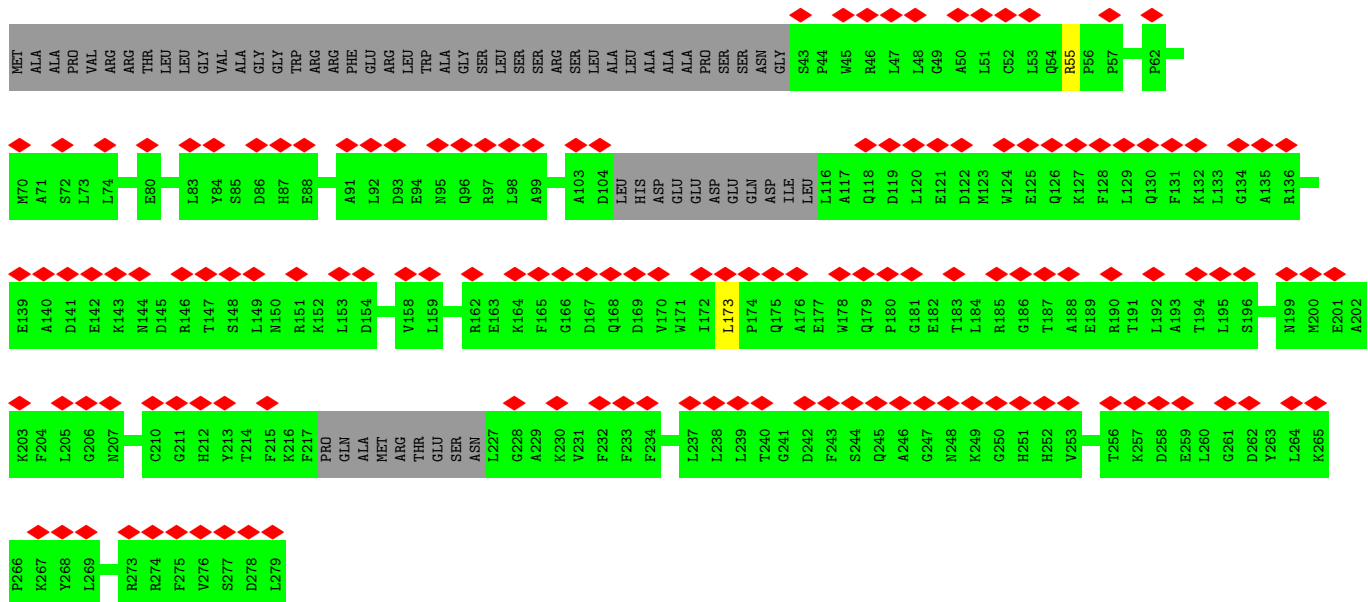 MET ALA ALA PRO VAL ARG ARG THR LEU LEU GLY VAL ALA GLY GLY TRP ARG ARG PHE GLU ARG LEU TRP ALA GLY SER LEU SER SER ARG SER LEU ALA LEU ALA ALA ALA PRO SER SER ASN GLY S43 P44 W45 R46 L47 L48 G49 A50 L51 C52 L53 Q54 R55 P56 P57 P62
M70 A71 S72 L73 L74 E80 L83 Y84 S85 D86 H87 E88 A91 L92 D93 E94 N95 Q96 R97 L98 A99 A103 D104 LEU HIS ASP GLU GLU ASP GLU GLN ASP ILE LEU L116 A117 Q118 D119 L120 E121 D122 M123 W124 E125 Q126 K127 F128 L129 Q130 F131 K132 L133 G134 A135 R136
E139 A140 D141 E142 K143 N144 D145 R146 T147 S148 L149 N150 R151 K152 L153 D154 V158 L159 R162 E163 K164 F165 G166 D167 Q168 D169 V170 W171 I172 L173 P174 Q175 A176 E177 W178 Q179 P180 G181 E182 T183 L184 R185 G186 T187 A188 E189 R190 T191 L192 A193 T194 L195 S196 N199 M200 E201 A202
K203 F204 L205 G206 N207 C210 G211 H212 Y213 T214 F215 K216 F217 PRO GLN ALA MET ARG THR GLU SER ASN L227 G228 A229 K230 V231 F232 F233 F234 L237 L238 L239 T240 G241 D242 F243 S244 Q245 A246 G247 N248 K249 G250 H251 H252 V253 T256 K257 D258 E259 L260 G261 D262 Y263 L264 K265
P266 K267 Y268 L269 R273 R274 F275 V276 S277 D278 L279